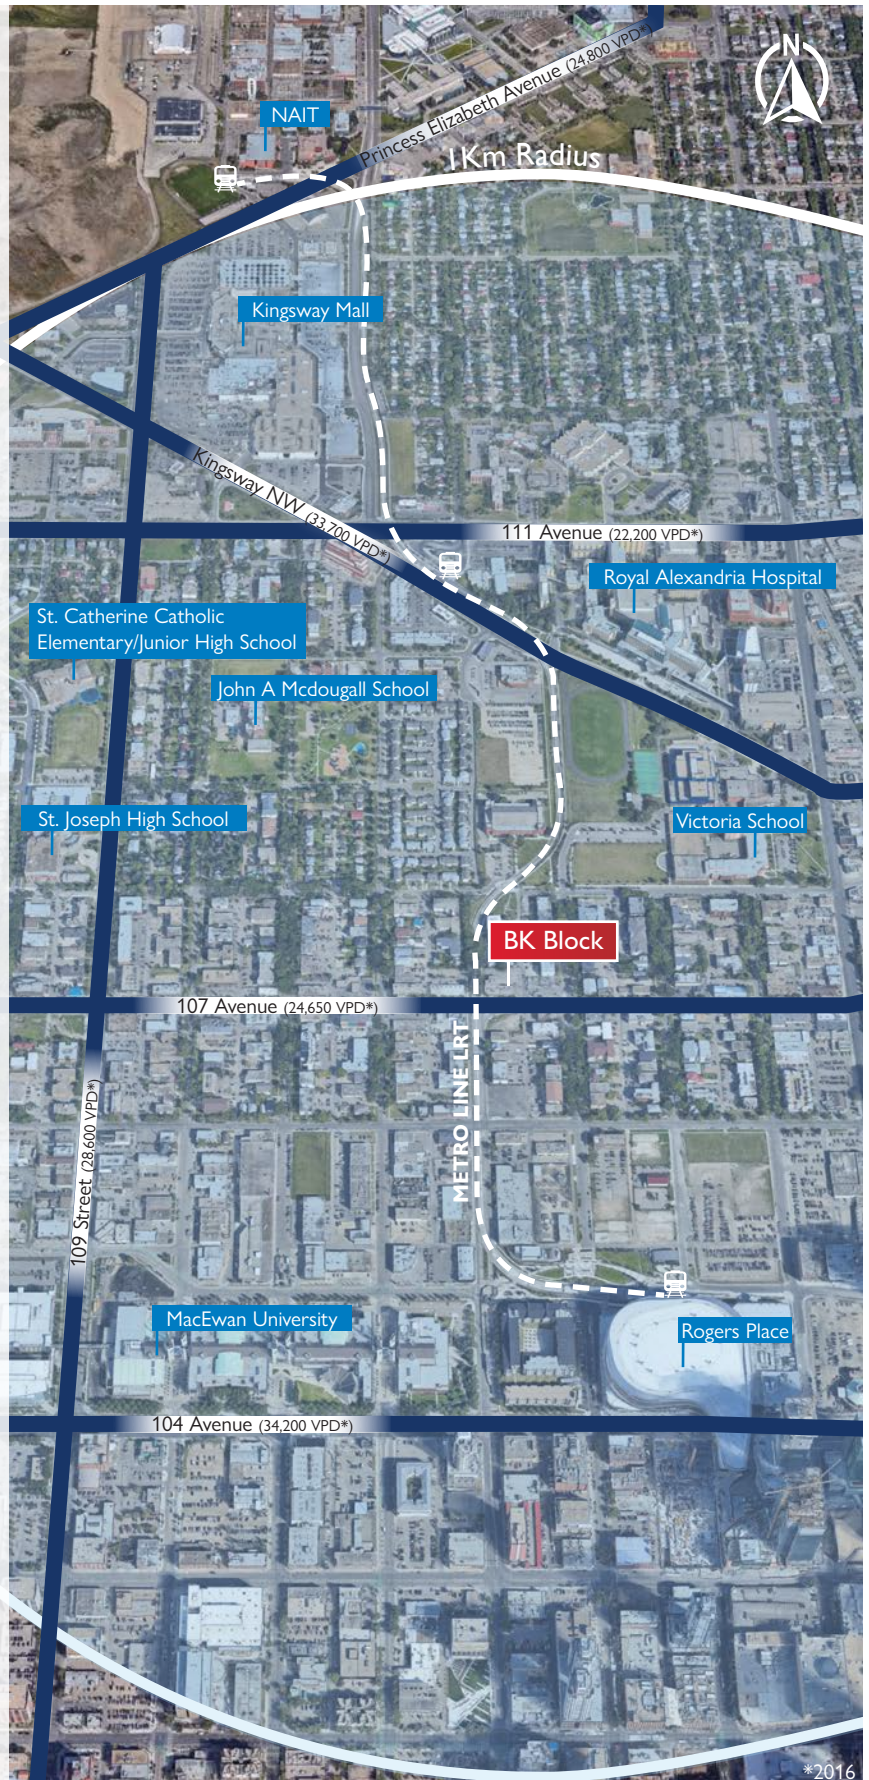 N
Princess Elizabeth Avenue (24,800 VPD*)
NAIT
1Km Radius
Kingsway Mall
Kingsway NW (33,700 VPD*)
111 Avenue (22,200 VPD*)
Royal Alexandria Hospital
St. Catherine Catholic
Elementary/Junior High School
John A Mcdougall School
St. Joseph High School
Victoria School
BK Block
107 Avenue (24,650 VPD*)
METRO LINE LRT
109 Street (28,600 VPD*)
MacEwan University
Rogers Place
104 Avenue (34,200 VPD*)
*2016